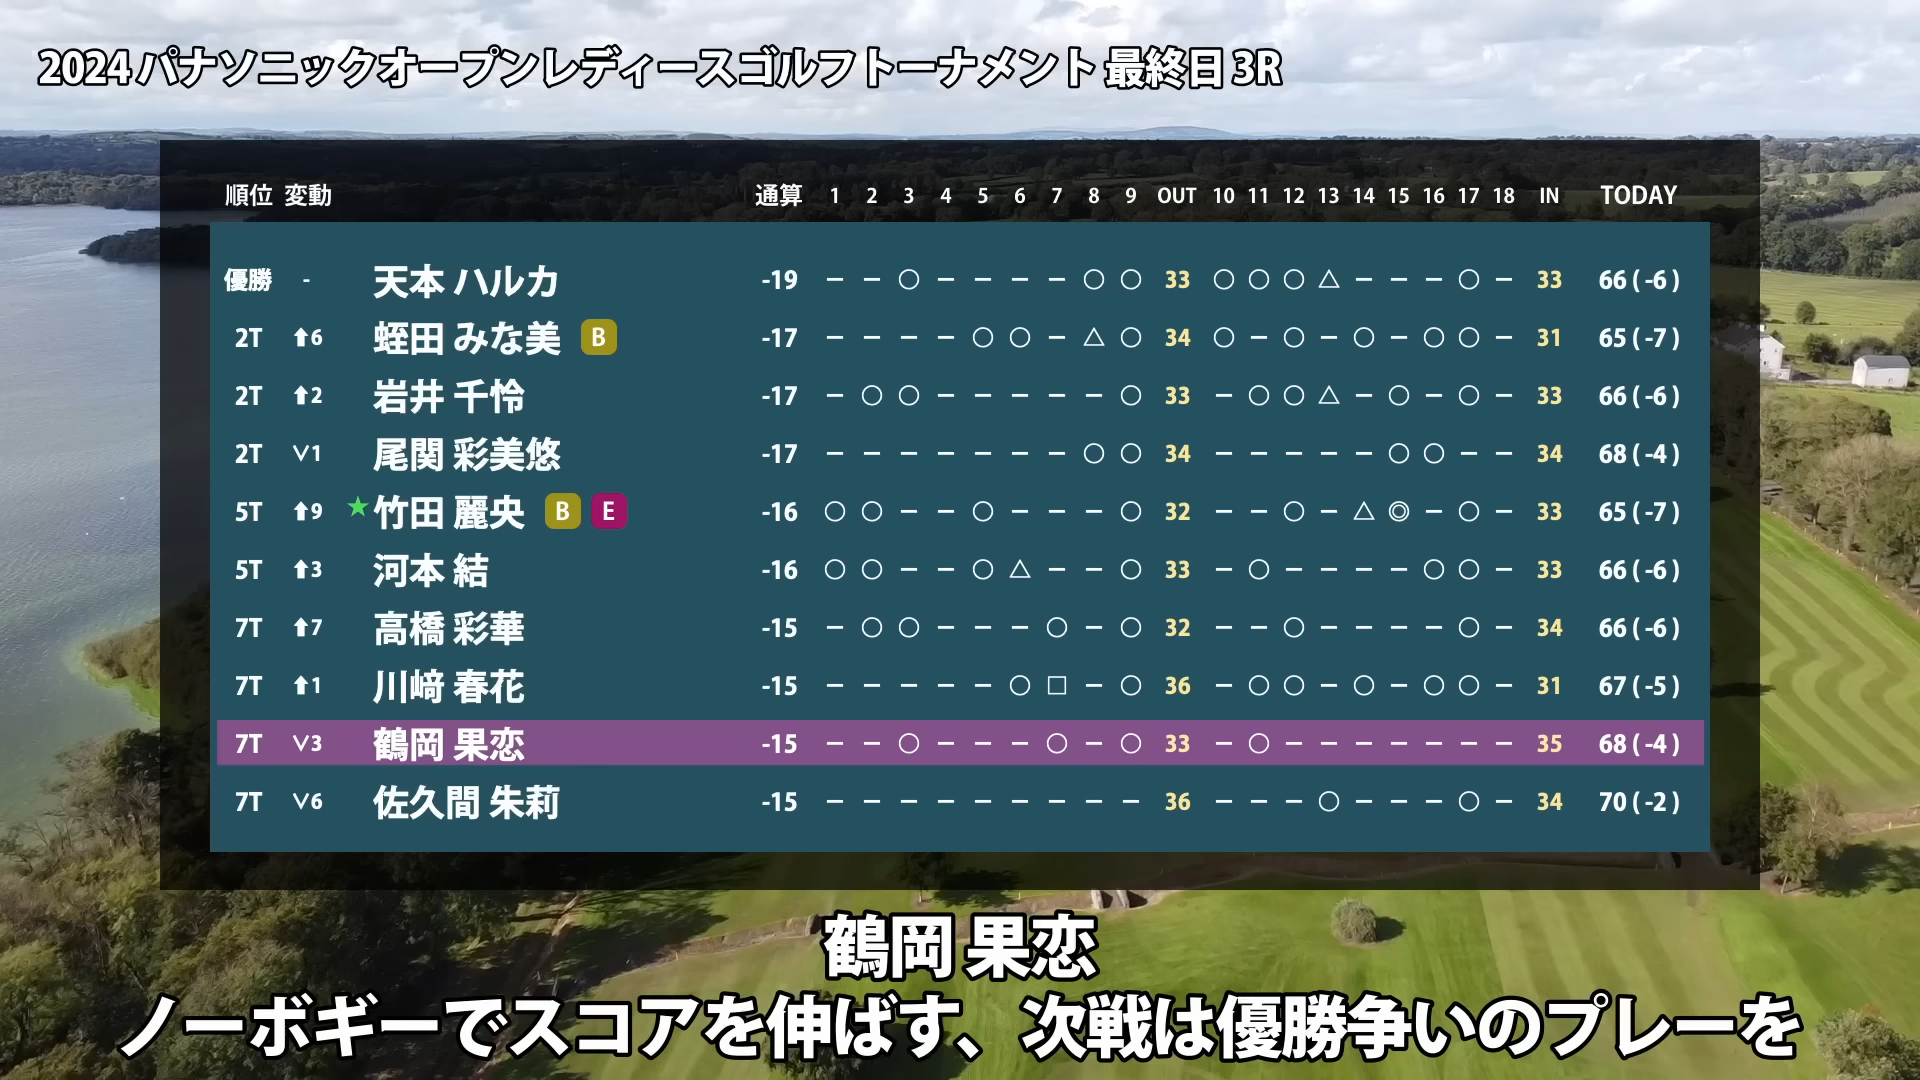 2024 パナソニックオープンレディースゴルフトーナメント 最終日 3R
順位 変動 通算 1 2 3 4 5 6 7 8 9 OUT 10 11 12 13 14 15 16 17 18 IN TODAY
優勝 - 天本 ハルカ -19 − − ○ − − − − ○ ○ 33 ○ ○ ○ △ − − − ○ − 33 66 ( -6 )
2T ⬆6 蛭田 みな美 B -17 − − − − ○ ○ − △ ○ 34 ○ − ○ − ○ − ○ ○ − 31 65 ( -7 )
2T ⬆2 岩井 千怜 -17 − ○ ○ − − − − − ○ 33 − ○ ○ △ − ○ − ○ − 33 66 ( -6 )
2T ∨1 尾関 彩美悠 -17 − − − − − − − ○ ○ 34 − − − − − ○ ○ − − 34 68 ( -4 )
5T ⬆9 ★竹田 麗央 B E -16 ○ ○ − − ○ − − − ○ 32 − − ○ − △ ◎ − ○ − 33 65 ( -7 )
5T ⬆3 河本 結 -16 ○ ○ − − ○ △ − − ○ 33 − ○ − − − − ○ ○ − 33 66 ( -6 )
7T ⬆7 高橋 彩華 -15 − ○ ○ − − − ○ − ○ 32 − − ○ − − − − ○ − 34 66 ( -6 )
7T ⬆1 川﨑 春花 -15 − − − − − ○ □ − ○ 36 − ○ ○ − ○ − ○ ○ − 31 67 ( -5 )
7T ∨3 鶴岡 果恋 -15 − − ○ − − − ○ − ○ 33 − ○ − − − − − − − 35 68 ( -4 )
7T ∨6 佐久間 朱莉 -15 − − − − − − − − − 36 − − − ○ − − − ○ − 34 70 ( -2 )
鶴岡 果恋
ノーボギーでスコアを伸ばす、次戦は優勝争いのプレーを